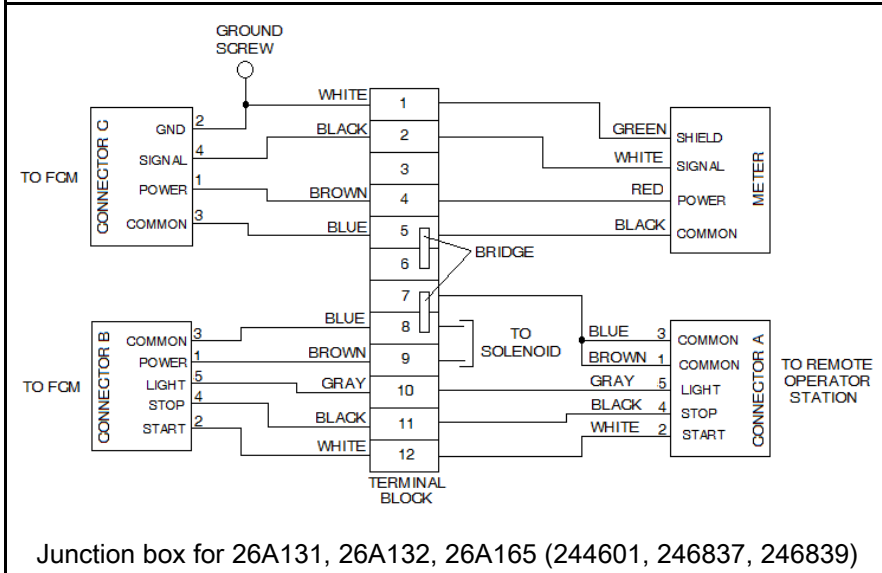 GROUND
SCREW
WHITE
1
CONNECTOR C
GND 2
BLACK
2
GREEN
SHIELD
SIGNAL 4
3
WHITE
SIGNAL
METER
TO FCM
POWER 1
BROWN
4
RED
POWER
COMMON 3
BLUE
5
BLACK
COMMON
BRIDGE
6
7
CONNECTOR B
BLUE
8
TO
SOLENOID
BLUE 3
COMMON
CONNECTOR A
COMMON 3
POWER 1
BROWN
9
BROWN 1
COMMON
TO REMOTE
OPERATOR
STATION
TO FCM
LIGHT 5
GRAY
10
GRAY 5
LIGHT
STOP 4
BLACK
11
BLACK 4
STOP
START 2
WHITE
12
WHITE 2
START
TERMINAL
BLOCK
Junction box for 26A131, 26A132, 26A165 (244601, 246837, 246839)